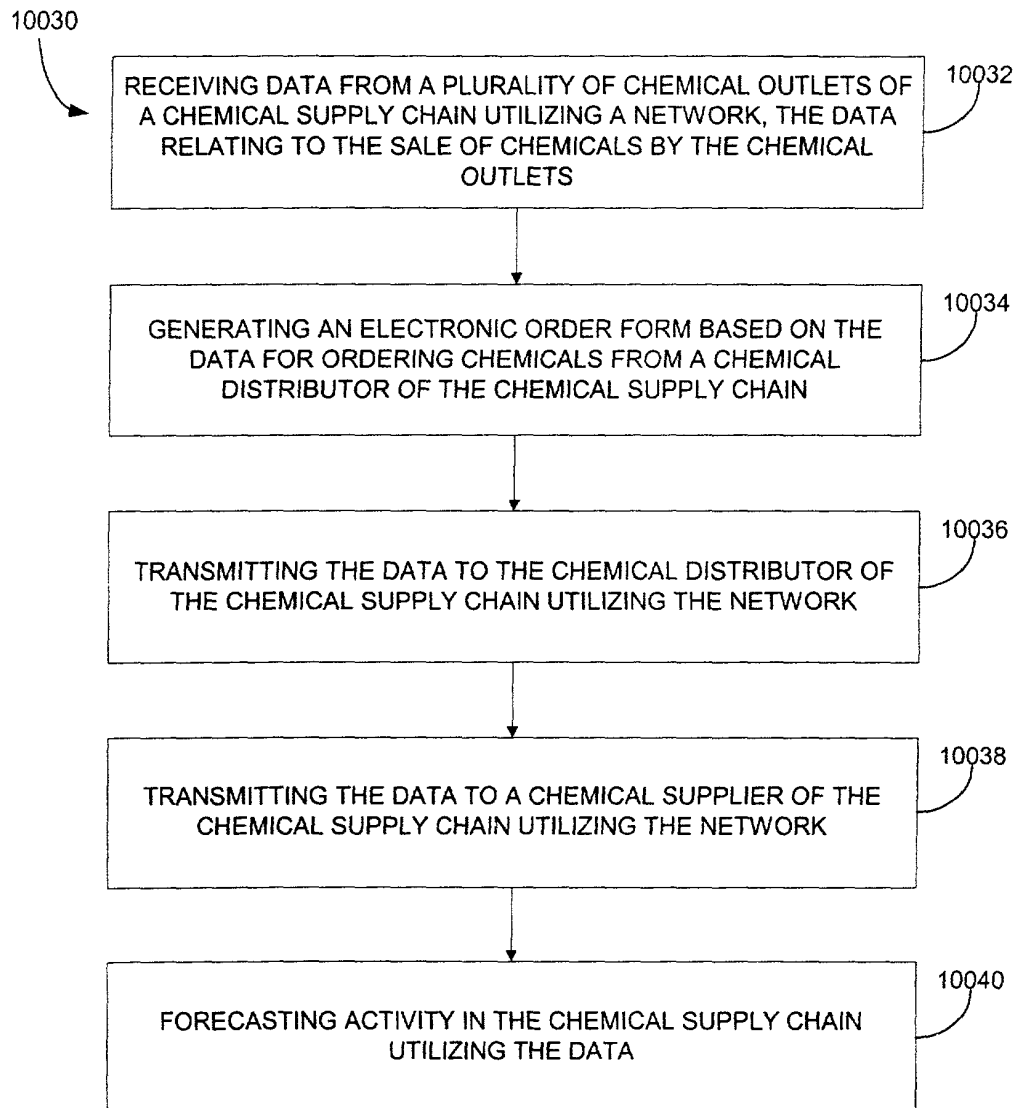 10030
RECEIVING DATA FROM A PLURALITY OF CHEMICAL OUTLETS OF
A CHEMICAL SUPPLY CHAIN UTILIZING A NETWORK, THE DATA
RELATING TO THE SALE OF CHEMICALS BY THE CHEMICAL
OUTLETS
10032
GENERATING AN ELECTRONIC ORDER FORM BASED ON THE
DATA FOR ORDERING CHEMICALS FROM A CHEMICAL
DISTRIBUTOR OF THE CHEMICAL SUPPLY CHAIN
10034
TRANSMITTING THE DATA TO THE CHEMICAL DISTRIBUTOR OF
THE CHEMICAL SUPPLY CHAIN UTILIZING THE NETWORK
10036
TRANSMITTING THE DATA TO A CHEMICAL SUPPLIER OF THE
CHEMICAL SUPPLY CHAIN UTILIZING THE NETWORK
10038
FORECASTING ACTIVITY IN THE CHEMICAL SUPPLY CHAIN
UTILIZING THE DATA
10040